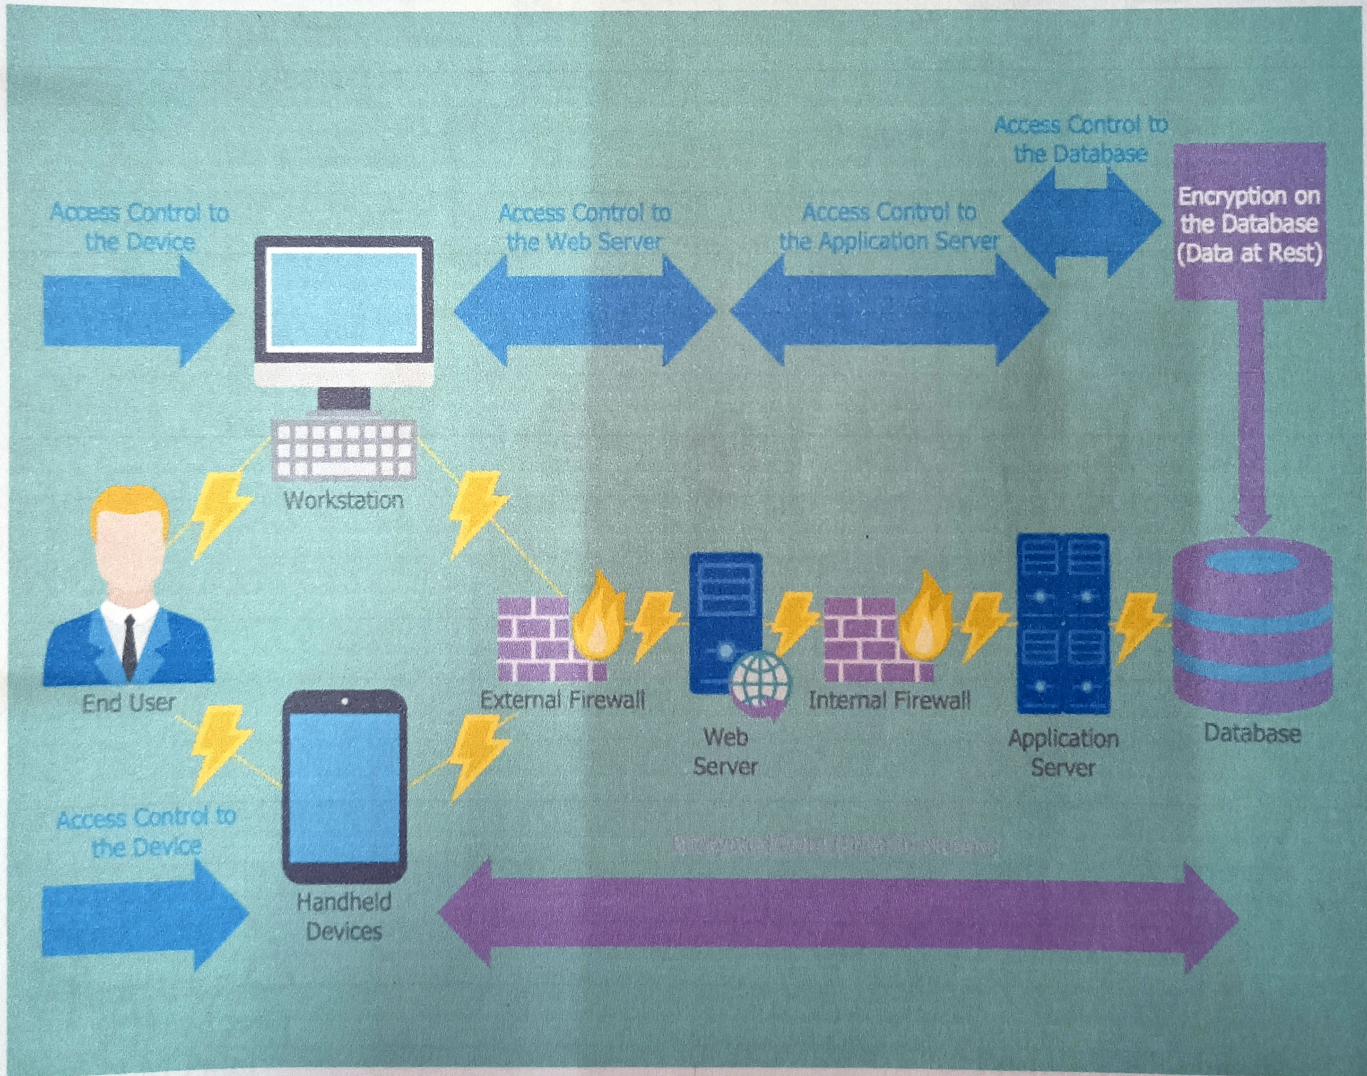 Access Control to
the Database
Encryption on
the Database
(Data at Rest)
Access Control to
the Device
Access Control to
the Web Server
Access Control to
the Application Server
Workstation
End User
External Firewall
Web
Server
Internal Firewall
Application
Server
Database
Access Control to
the Device
Handheld
Devices